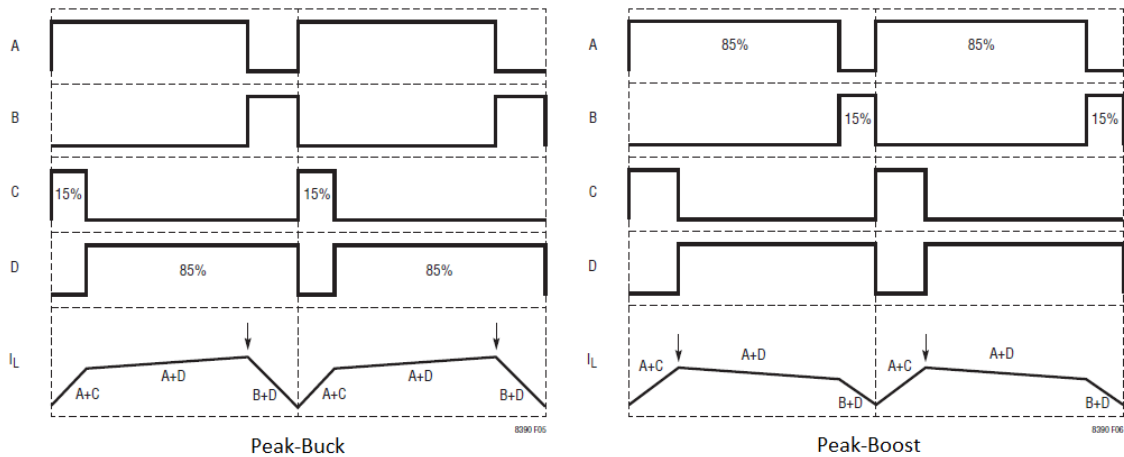 A
B
C
15% 15%
D
85% 85%
IL
A+C
A+D
B+D
A+C
A+D
B+D
8390 F05
Peak-Buck
A
85% 85%
B
15% 15%
C
D
IL
A+C
A+D
B+D
A+C
A+D
B+D
8390 F06
Peak-Boost